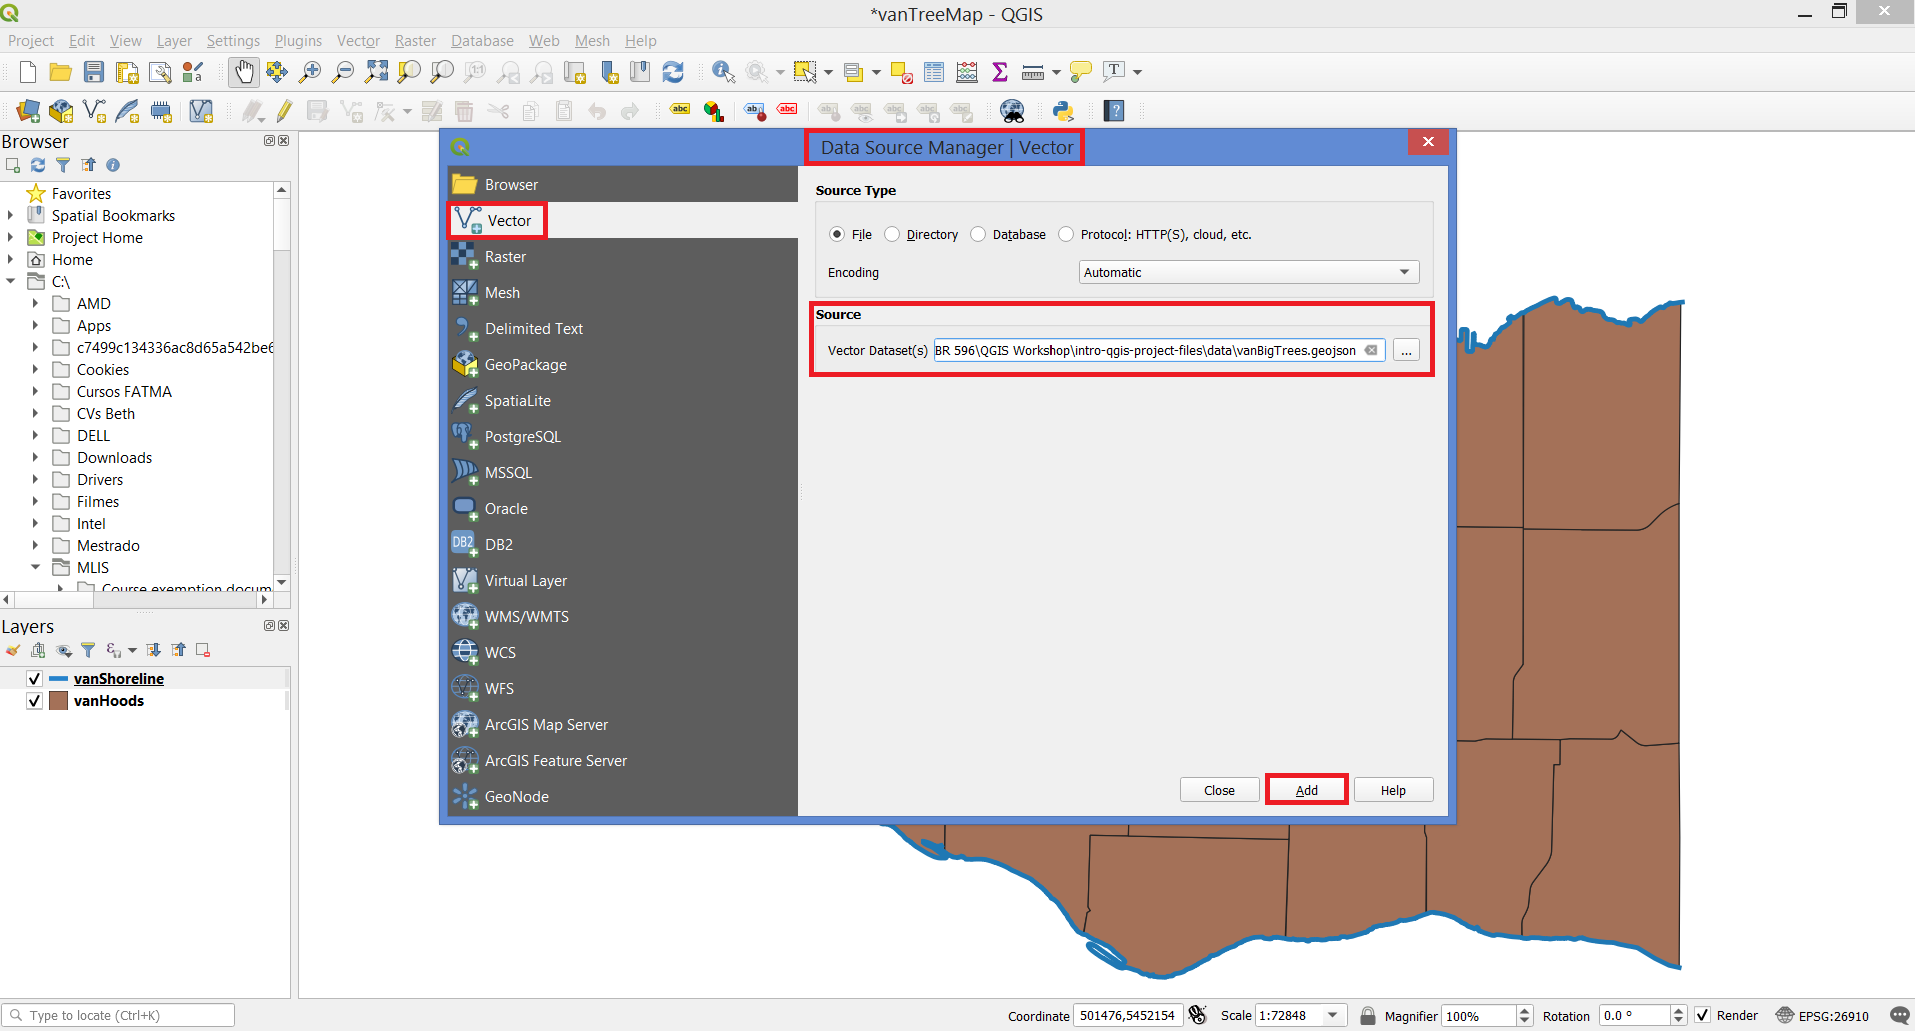 *vanTreeMap - QGIS
Project Edit View Layer Settings Plugins Vector Raster Database Web Mesh Help
Browser
Favorites
Spatial Bookmarks
Project Home
Home
C:\
AMD
Apps
c7499c134336ac8d65a542be6
Cookies
Cursos FATMA
CVs Beth
DELL
Downloads
Drivers
Filmes
Intel
Mestrado
MLIS
Course exemption docum
Layers
vanShoreline
vanHoods
Data Source Manager | Vector
Browser
Vector
Raster
Mesh
Delimited Text
GeoPackage
SpatiaLite
PostgreSQL
MSSQL
Oracle
DB2
DB2
Virtual Layer
WMS/WMTS
WCS
WFS
ArcGIS Map Server
ArcGIS Feature Server
GeoNode
Source Type
File Directory Database Protocol: HTTP(S), cloud, etc.
Encoding Automatic
Source
Vector Dataset(s) BR 596\QGIS Workshop\intro-qgis-project-files\data\vanBigTrees.geojson ...
Close Add Help
Type to locate (Ctrl+K) Coordinate 501476,5452154 Scale 1:72848 Magnifier 100% Rotation 0.0 ° Render EPSG:26910